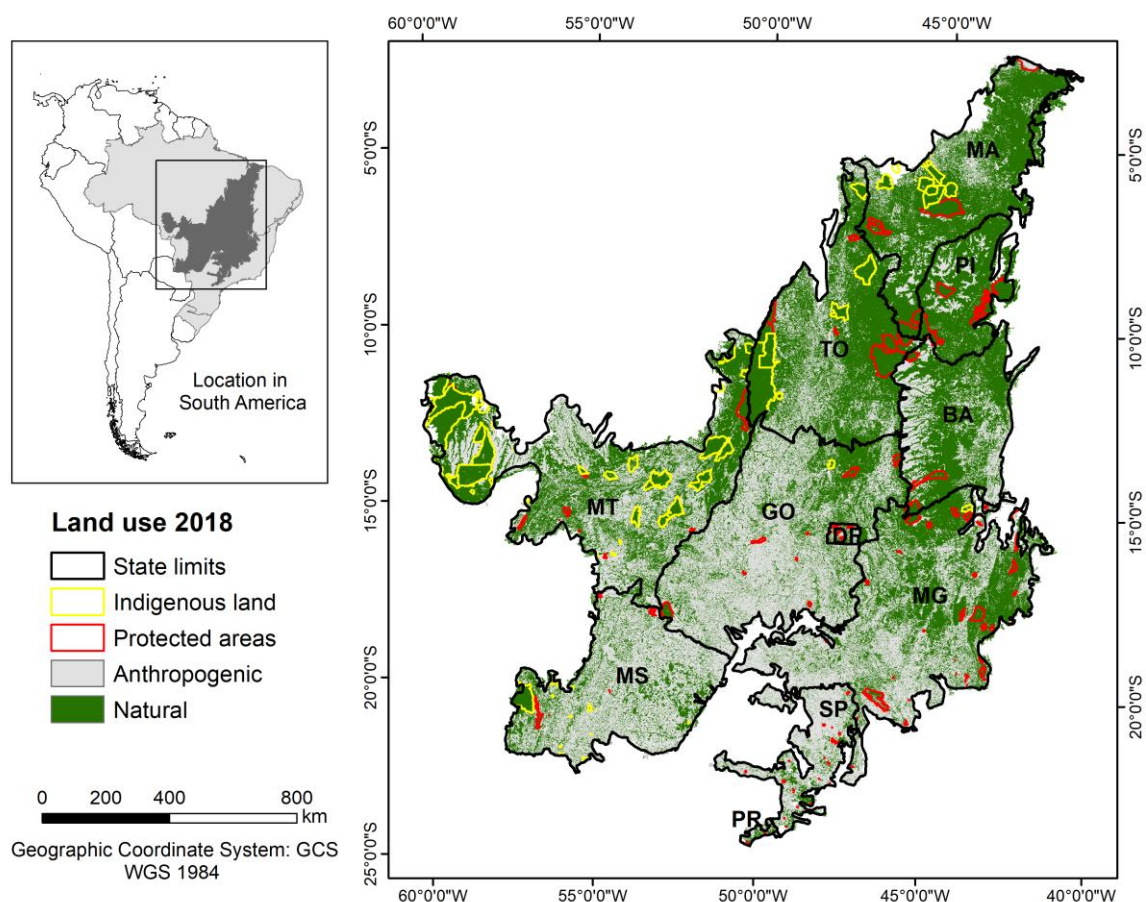 Location in
South America
Land use 2018
State limits
Indigenous land
Protected areas
Anthropogenic
Natural
0 200 400 800
km
Geographic Coordinate System: GCS
WGS 1984
60°0'0"W 55°0'0"W 50°0'0"W 45°0'0"W
5°0'0"S 5°0'0"S
10°0'0"S 10°0'0"S
15°0'0"S 15°0'0"S
20°0'0"S 20°0'0"S
25°0'0"S
MA
PI
TO
BA
MT
GO
DF
MG
MS
SP
PR
60°0'0"W 55°0'0"W 50°0'0"W 45°0'0"W 40°0'0"W